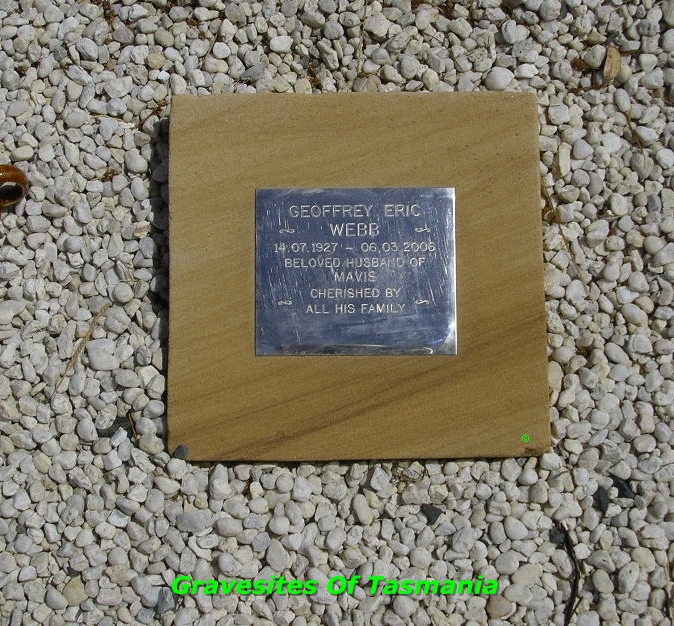 GEOFFREY ERIC
WEBB
14.07.1927 – 06.03.2006
BELOVED HUSBAND OF
MAVIS
CHERISHED BY
ALL HIS FAMILY
Gravesites Of Tasmania